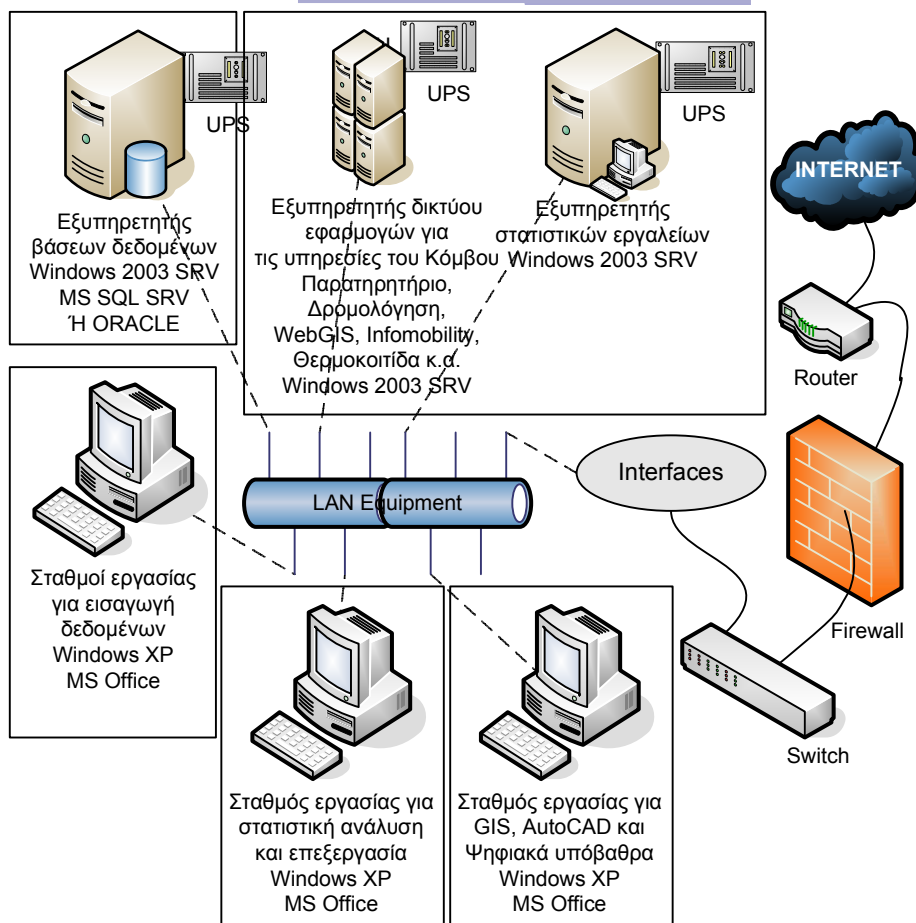 UPS
Εξυπηρετητής
βάσεων δεδομένων
Windows 2003 SRV
MS SQL SRV
Ή ORACLE
UPS
Εξυπηρετητής δικτύου
εφαρμογών για
τις υπηρεσίες του Κόμβου
Παρατηρητήριο,
Δρομολόγηση,
WebGIS, Infomobility,
Θερμοκοιτίδα κ.α.
Windows 2003 SRV
UPS
Εξυπηρετητής
στατιστικών εργαλείων
Windows 2003 SRV
INTERNET
Router
Firewall
Interfaces
LAN Equipment
Switch
Σταθμοί εργασίας
για εισαγωγή
δεδομένων
Windows XP
MS Office
Σταθμός εργασίας για
στατιστική ανάλυση
και επεξεργασία
Windows XP
MS Office
Σταθμός εργασίας για
GIS, AutoCAD και
Ψηφιακά υπόβαθρα
Windows XP
MS Office